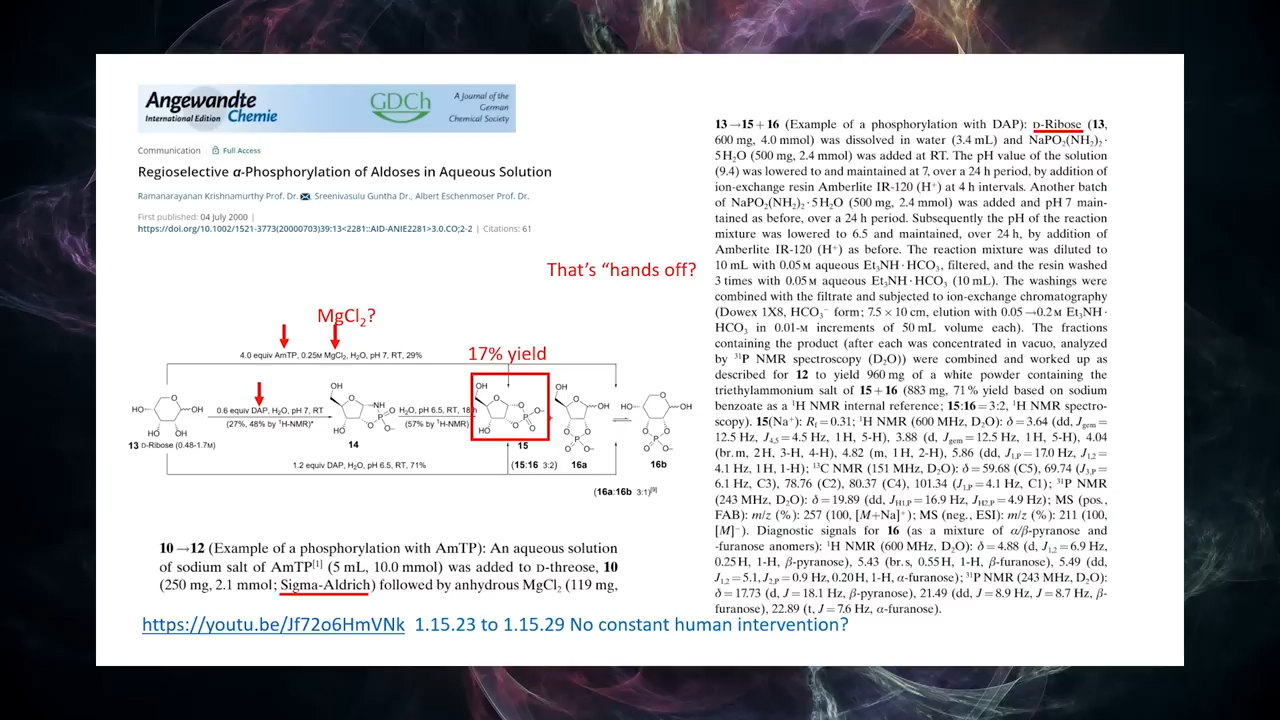 Angewandte
International Edition Chemie
GDCh
A Journal of the
German
Chemical Society
Communication
Full Access
Regioselective α-Phosphorylation of Aldoses in Aqueous Solution
Ramanarayanan Krishnamurthy Prof. Dr. Sreenivasulu Guntha Dr., Albert Eschenmoser Prof. Dr.
First published: 04 July 2000 |
https://doi.org/10.1002/1521-3773(20000703)39:13<2281::AID-ANIE2281>3.0.CO;2-2 | Citations: 61
That's "hands off?
MgCl2?
4.0 equiv AmTP, 0.25M MgCl2, H2O, pH 7, RT, 29%
17% yield
HO
O
OH
HO OH
13 D-Ribose (0.48-1.7M)
0.6 equiv DAP, H2O, pH 7, RT
(27%, 48% by 1H-NMR)*
OH
O
NH
HO
O
P
O
O-
14
H2O, pH 6.5, RT, 18 h
(57% by 1H-NMR)
OH
O
O
HO
O
P
O-
O
15
OH
O
OH
O O
P
O O-
16a
HO
O
OH
O O
P
O O-
16b
1.2 equiv DAP, H2O, pH 6.5, RT, 71%
(15:16 3:2)
(16a:16b 3:1)[9]
10→12 (Example of a phosphorylation with AmTP): An aqueous solution
of sodium salt of AmTP[1] (5 mL, 10.0 mmol) was added to D-threose, 10
(250 mg, 2.1 mmol; Sigma-Aldrich) followed by anhydrous MgCl2 (119 mg,
13→15+16 (Example of a phosphorylation with DAP): D-Ribose (13,
600 mg, 4.0 mmol) was dissolved in water (3.4 mL) and NaPO2(NH2)2·
5H2O (500 mg, 2.4 mmol) was added at RT. The pH value of the solution
(9.4) was lowered to and maintained at 7, over a 24 h period, by addition of
ion-exchange resin Amberlite IR-120 (H+) at 4 h intervals. Another batch
of NaPO2(NH2)2·5H2O (500 mg, 2.4 mmol) was added and pH 7 main-
tained as before, over a 24 h period. Subsequently the pH of the reaction
mixture was lowered to 6.5 and maintained, over 24 h, by addition of
Amberlite IR-120 (H+) as before. The reaction mixture was diluted to
10 mL with 0.05M aqueous Et3NH·HCO3, filtered, and the resin washed
3 times with 0.05M aqueous Et3NH·HCO3 (10 mL). The washings were
combined with the filtrate and subjected to ion-exchange chromatography
(Dowex 1X8, HCO3− form; 7.5 × 10 cm, elution with 0.05→0.2M Et3NH·
HCO3 in 0.01-M increments of 50 mL volume each). The fractions
containing the product (after each was concentrated in vacuo, analyzed
by 31P NMR spectroscopy (D2O)) were combined and worked up as
described for 12 to yield 960 mg of a white powder containing the
triethylammonium salt of 15+16 (883 mg, 71% yield based on sodium
benzoate as a 1H NMR internal reference; 15:16=3:2, 1H NMR spectro-
scopy). 15(Na+): Rf=0.31; 1H NMR (600 MHz, D2O): δ=3.64 (dd, Jgem=
12.5 Hz, J4,5=4.5 Hz, 1H, 5-H), 3.88 (d, Jgem=12.5 Hz, 1H, 5-H), 4.04
(br.m, 2H, 3-H, 4-H), 4.82 (m, 1H, 2-H), 5.86 (dd, J1,P=17.0 Hz, J1,2=
4.1 Hz, 1H, 1-H); 13C NMR (151 MHz, D2O): δ=59.68 (C5), 69.74 (J3,P=
6.1 Hz, C3), 78.76 (C2), 80.37 (C4), 101.34 (J1,P=4.1 Hz, C1); 31P NMR
(243 MHz, D2O): δ=19.89 (dd, JH1,P=16.9 Hz, JH2,P=4.9 Hz); MS (pos.,
FAB): m/z (%): 257 (100, [M+Na]+); MS (neg., ESI): m/z (%): 211 (100,
[M]−). Diagnostic signals for 16 (as a mixture of α/β-pyranose and
-furanose anomers): 1H NMR (600 MHz, D2O): δ=4.88 (d, J1,2=6.9 Hz,
0.25H, 1-H, β-pyranose), 5.43 (br.s, 0.55H, 1-H, β-furanose), 5.49 (dd,
J1,2=5.1, J2,P=0.9 Hz, 0.20H, 1-H, α-furanose); 31P NMR (243 MHz, D2O):
δ=17.73 (d, J=18.1 Hz, β-pyranose), 21.49 (dd, J=8.9 Hz, J=8.7 Hz, β-
furanose), 22.89 (t, J=7.6 Hz, α-furanose).
https://youtu.be/Jf72o6HmVNk 1.15.23 to 1.15.29 No constant human intervention?